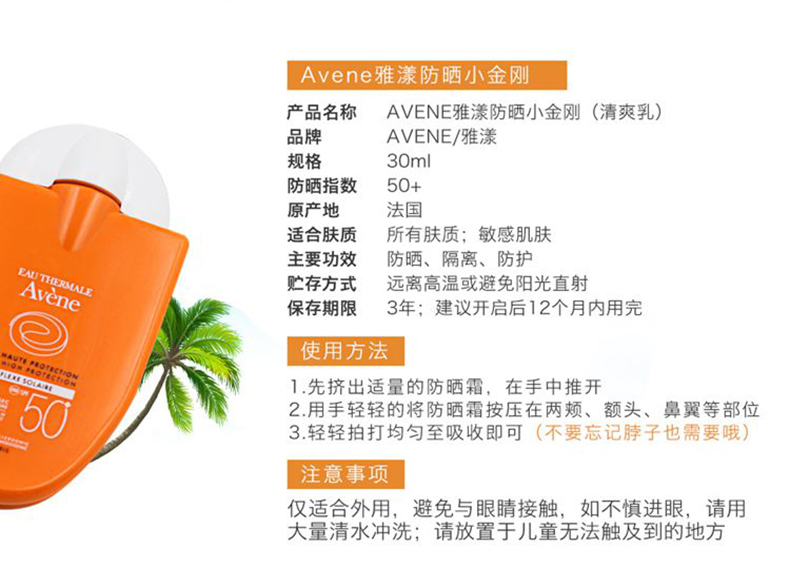 Avene雅漾防晒小金刚
产品名称 AVENE雅漾防晒小金刚（清爽乳）
品牌 AVENE/雅漾
规格 30ml
防晒指数 50+
原产地 法国
适合肤质 所有肤质；敏感肌肤
主要功效 防晒、隔离、防护
贮存方式 远离高温或避免阳光直射
保存期限 3年；建议开启后12个月内用完
EAU THERMALE
Avène
HAUTE PROTECTION
HIGH PROTECTION
FLEXE SOLAIRE
50+
使用方法
1.先挤出适量的防晒霜，在手中推开
2.用手轻轻的将防晒霜按压在两颊、额头、鼻翼等部位
3.轻轻拍打均匀至吸收即可（不要忘记脖子也需要哦）
注意事项
仅适合外用，避免与眼睛接触，如不慎进眼，请用
大量清水冲洗；请放置于儿童无法触及到的地方